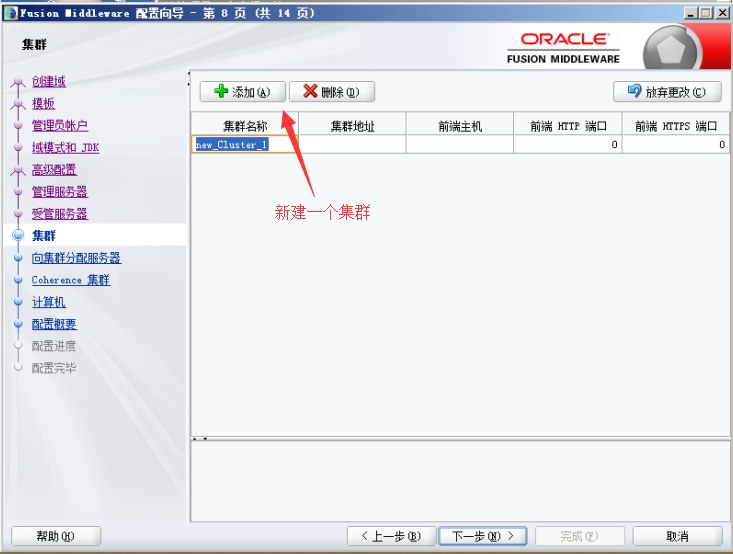 Fusion Middleware 配置向导 - 第 8 页 (共 14 页)
集群
ORACLE
FUSION MIDDLEWARE
创建域
模板
管理员帐户
域模式和 JDK
高级配置
管理服务器
受管服务器
集群
向集群分配服务器
Coherence 集群
计算机
配置概要
配置进度
配置完毕
添加(A) 删除(D) 放弃更改(C)
集群名称 集群地址 前端主机 前端 HTTP 端口 前端 HTTPS 端口
new_Cluster_1 0 0
新建一个集群
帮助(H) < 上一步(B) 下一步(N) > 完成(F) 取消